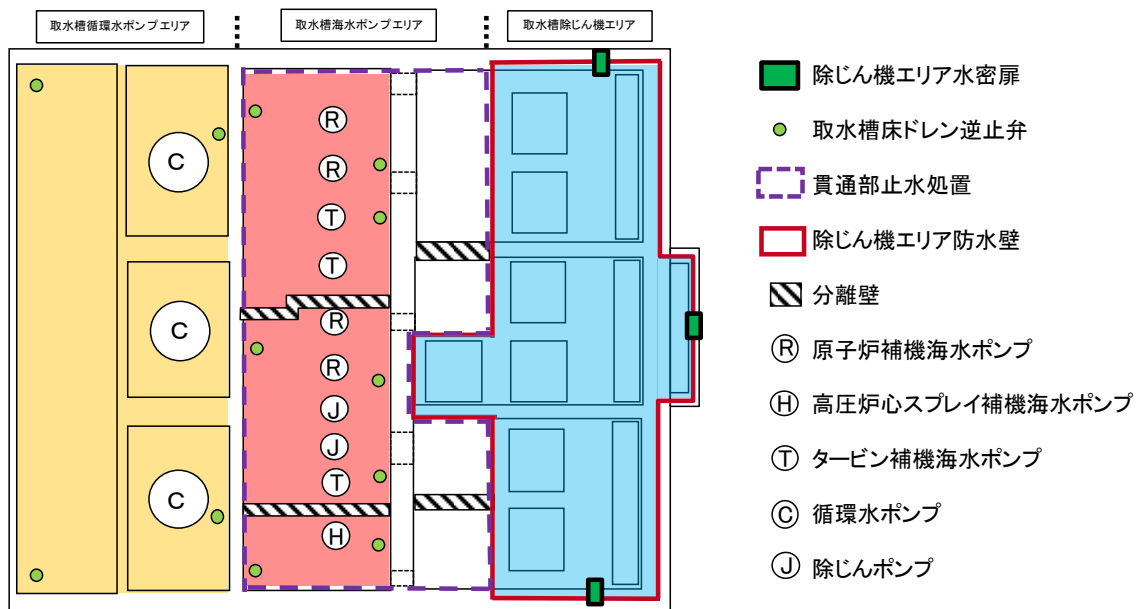 取水槽循環水ポンプエリア
取水槽海水ポンプエリア
取水槽除じん機エリア
C
C
C
R
R
T
T
R
R
J
J
T
H
除じん機エリア水密扉
取水槽床ドレン逆止弁
貫通部止水処置
除じん機エリア防水壁
分離壁
R 原子炉補機海水ポンプ
H 高圧炉心スプレイ補機海水ポンプ
T タービン補機海水ポンプ
C 循環水ポンプ
J 除じんポンプ